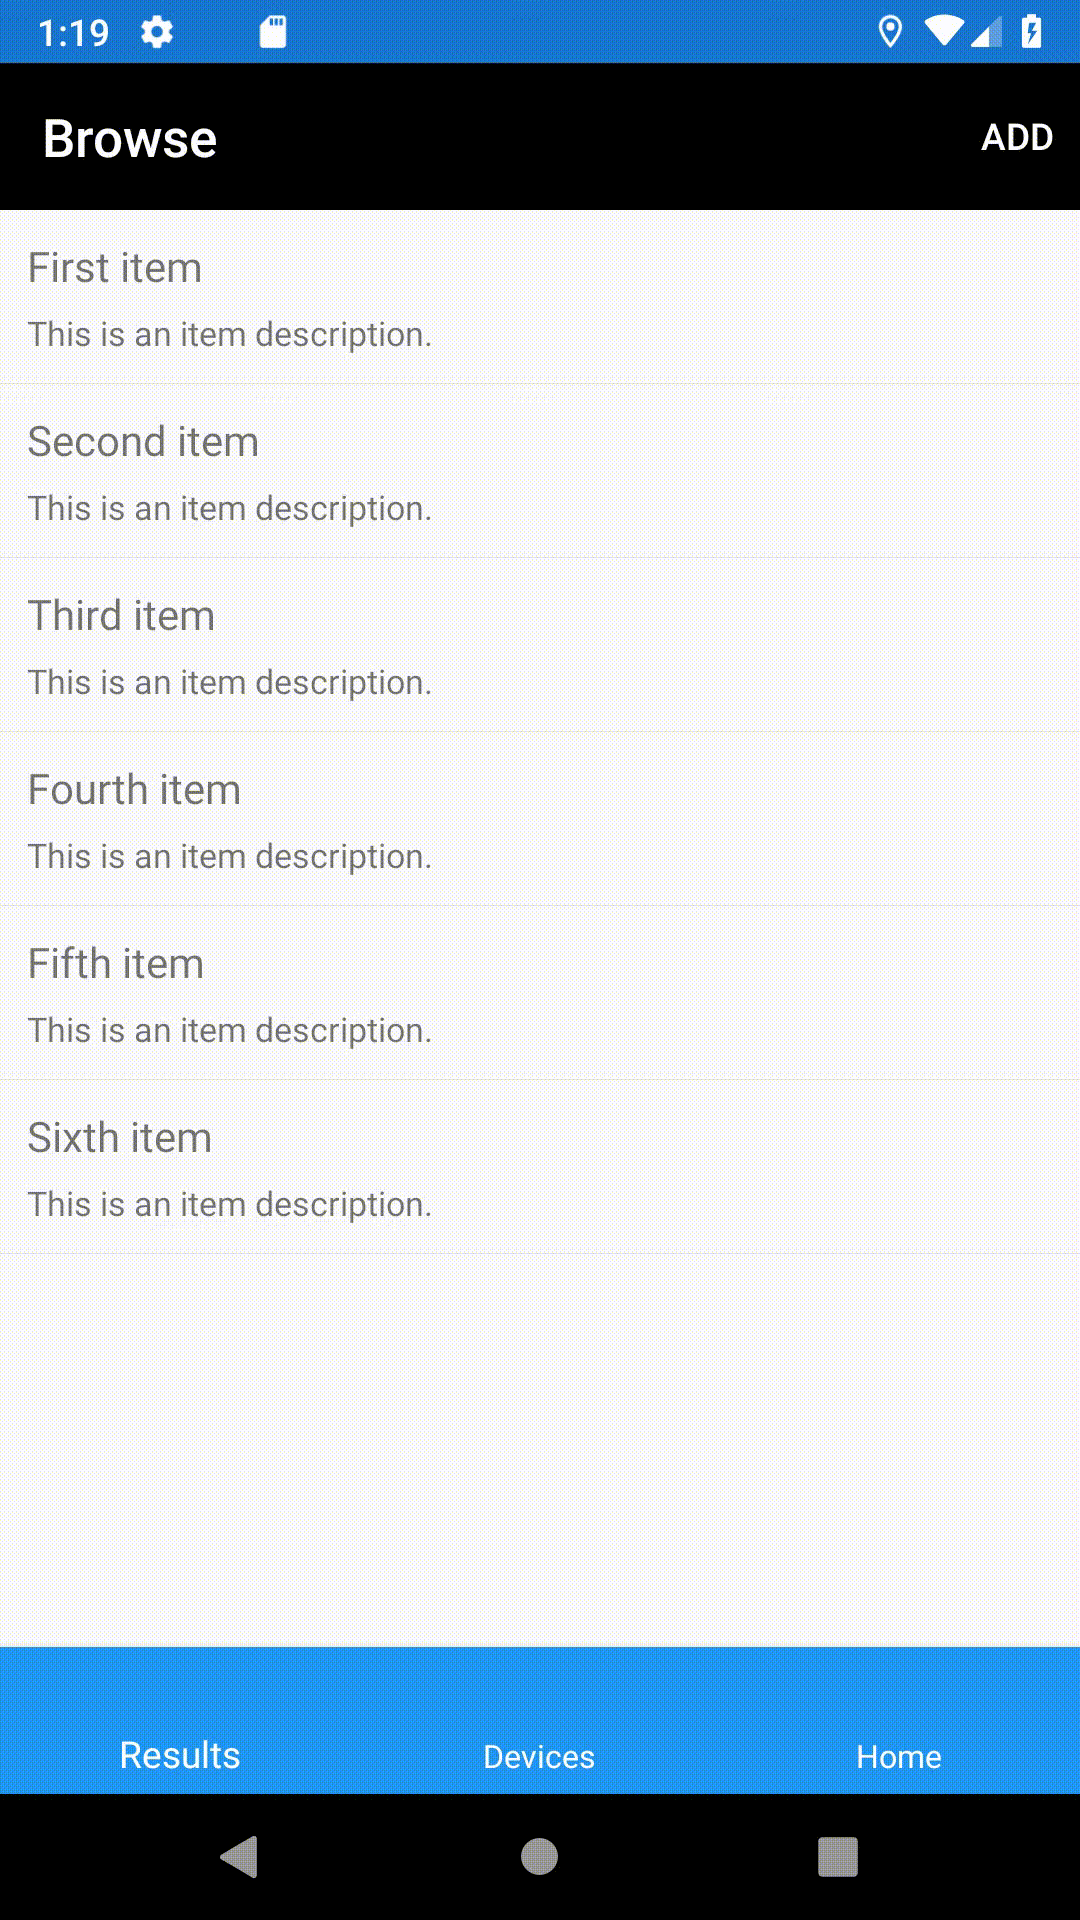 1:19
Browse
ADD
First item
This is an item description.
Second item
This is an item description.
Third item
This is an item description.
Fourth item
This is an item description.
Fifth item
This is an item description.
Sixth item
This is an item description.
Results
Devices
Home